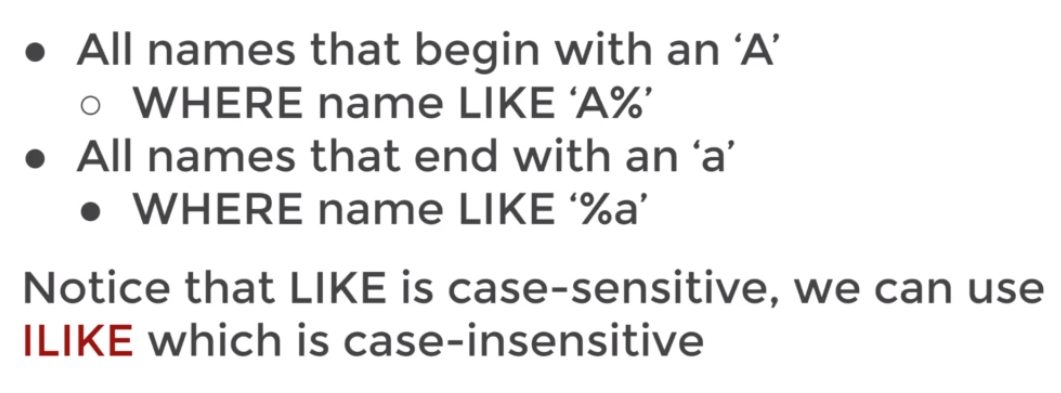 ● All names that begin with an ‘A’
○ WHERE name LIKE ‘A%’
● All names that end with an ‘a’
● WHERE name LIKE ‘%a’
Notice that LIKE is case-sensitive, we can use
ILIKE which is case-insensitive